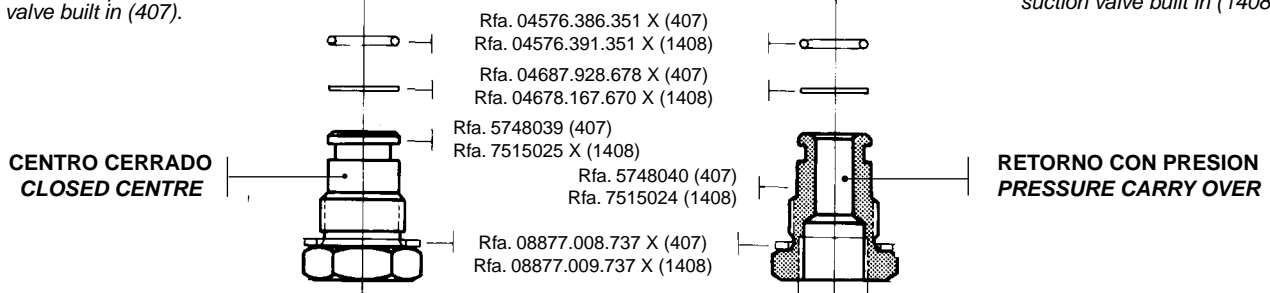 valve built in (407).
suction valve built in (1408
Rfa. 04576.386.351 X (407)
Rfa. 04576.391.351 X (1408)
Rfa. 04687.928.678 X (407)
Rfa. 04678.167.670 X (1408)
Rfa. 5748039 (407)
Rfa. 7515025 X (1408)
CENTRO CERRADO
CLOSED CENTRE
Rfa. 5748040 (407)
Rfa. 7515024 (1408)
RETORNO CON PRESION
PRESSURE CARRY OVER
Rfa. 08877.008.737 X (407)
Rfa. 08877.009.737 X (1408)